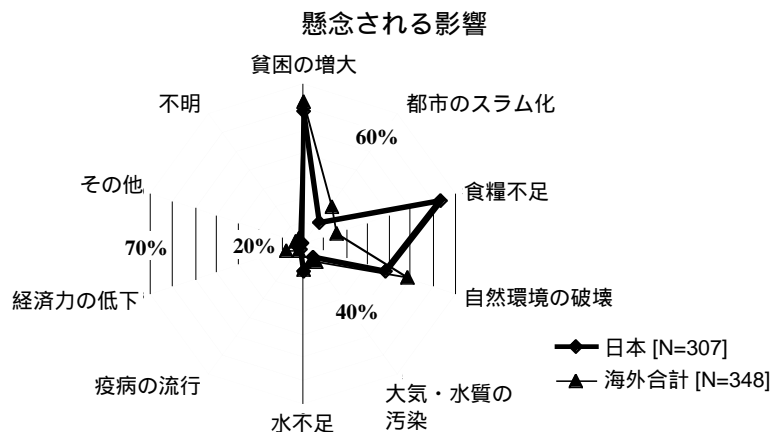 懸念される影響
貧困の増大
不明
都市のスラム化
60%
その他
食糧不足
70%
20%
経済力の低下
自然環境の破壊
40%
日本 [N=307]
海外合計 [N=348]
疫病の流行
大気・水質の
汚染
水不足